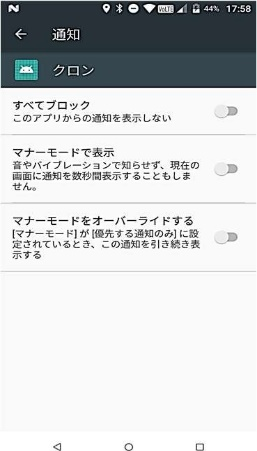 N VoLTE 44% 17:58
← 通知
クロン
すべてブロック
このアプリからの通知を表示しない
マナーモードで表示
音やバイブレーションで知らせず、現在の
画面に通知を数秒間表示することもしま
せん。
マナーモードをオーバーライドする
[マナーモード] が [優先する通知のみ] に設
定されているとき、この通知を引き続き表
示する